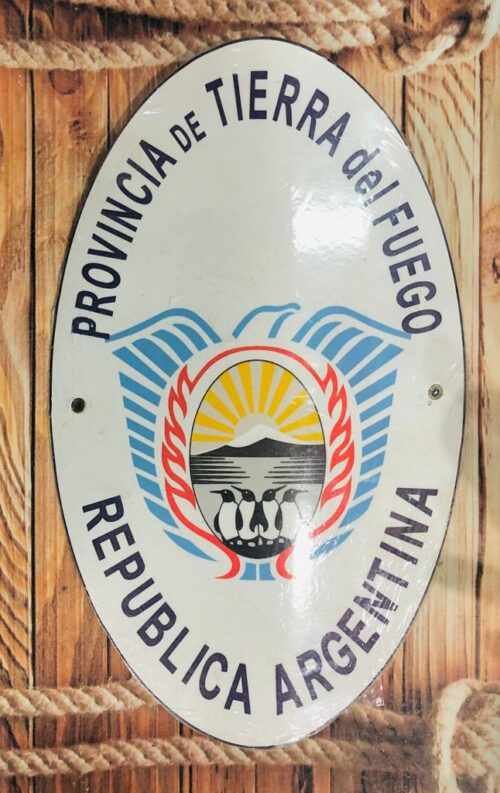 PROVINCIA DE TIERRA del FUEGO
REPUBLICA ARGENTINA